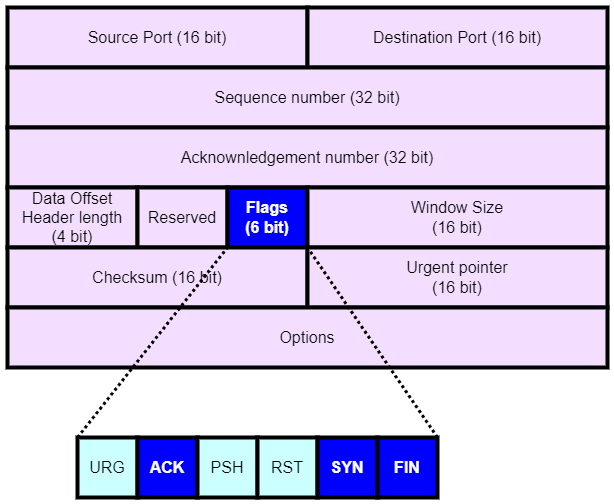 Source Port (16 bit)
Destination Port (16 bit)
Sequence number (32 bit)
Acknownledgement number (32 bit)
Data Offset
Header length
(4 bit)
Reserved
Flags
(6 bit)
Window Size
(16 bit)
Checksum (16 bit)
Urgent pointer
(16 bit)
Options
URG
ACK
PSH
RST
SYN
FIN